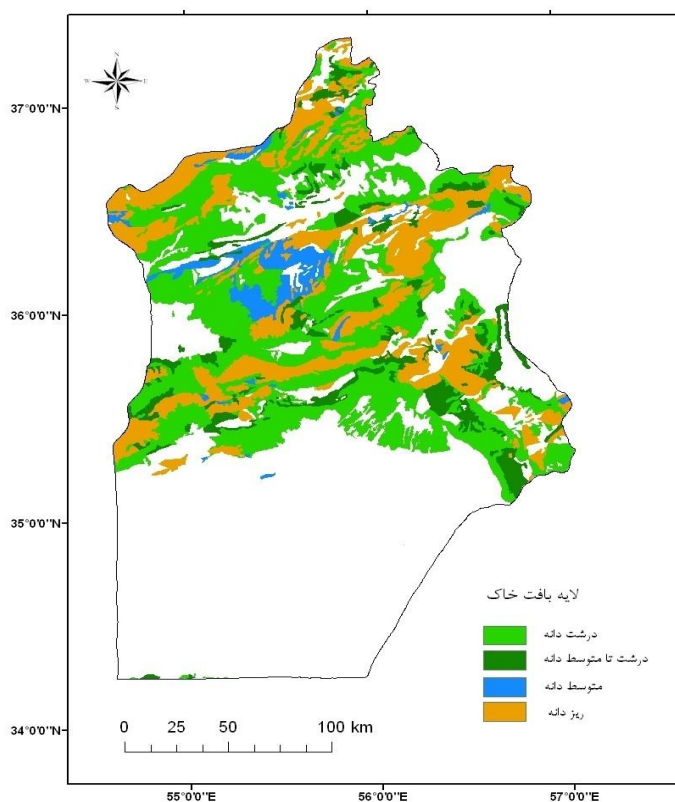 N
W E
S
37°0'0"N
36°0'0"N
35°0'0"N
34°0'0"N
لایه بافت خاک
درشت دانه
درشت تا متوسط دانه
متوسط دانه
ریز دانه
0 25 50 100 km
55°0'0"E 56°0'0"E 57°0'0"E